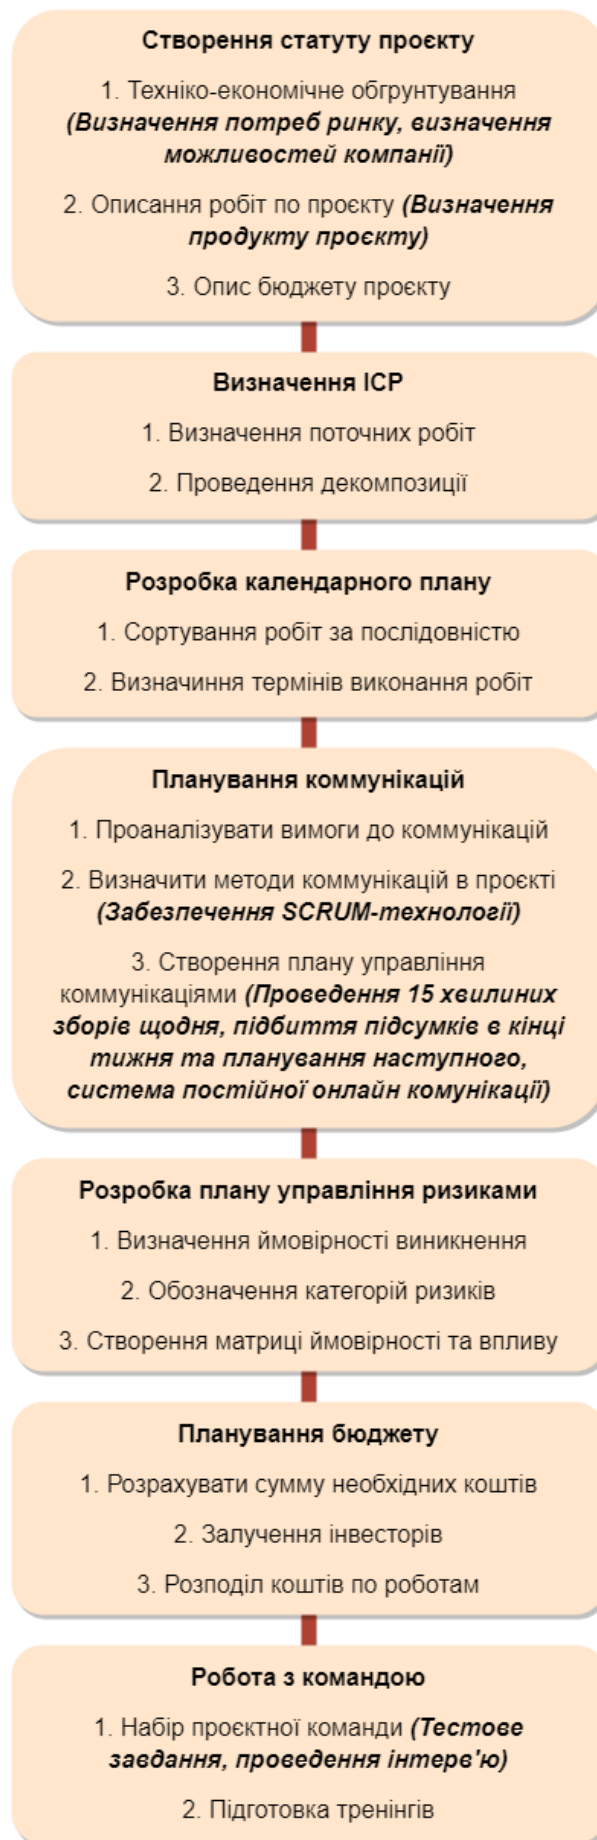 Створення статуту проєкту
1. Техніко-економічне обгрунтування
(Визначення потреб ринку, визначення
можливостей компанії)
2. Описання робіт по проєкту (Визначення
продукту проєкту)
3. Опис бюджету проєкту
Визначення ІСР
1. Визначення поточних робіт
2. Проведення декомпозиції
Розробка календарного плану
1. Сортування робіт за послідовністю
2. Визначиння термінів виконання робіт
Планування коммунікацій
1. Проаналізувати вимоги до коммунікацій
2. Визначити методи коммунікацій в проєкті
(Забезпечення SCRUM-технології)
3. Створення плану управління
коммунікаціями (Проведення 15 хвилиних
зборів щодня, підбиття підсумків в кінці
тижня та планування наступного,
система постійної онлайн комунікації)
Розробка плану управління ризиками
1. Визначення ймовірності виникнення
2. Обозначення категорій ризиків
3. Створення матриці ймовірності та впливу
Планування бюджету
1. Розрахувати сумму необхідних коштів
2. Залучення інвесторів
3. Розподіл коштів по роботам
Робота з командою
1. Набір проєктної команди (Тестове
завдання, проведення інтерв'ю)
2. Підготовка тренінгів